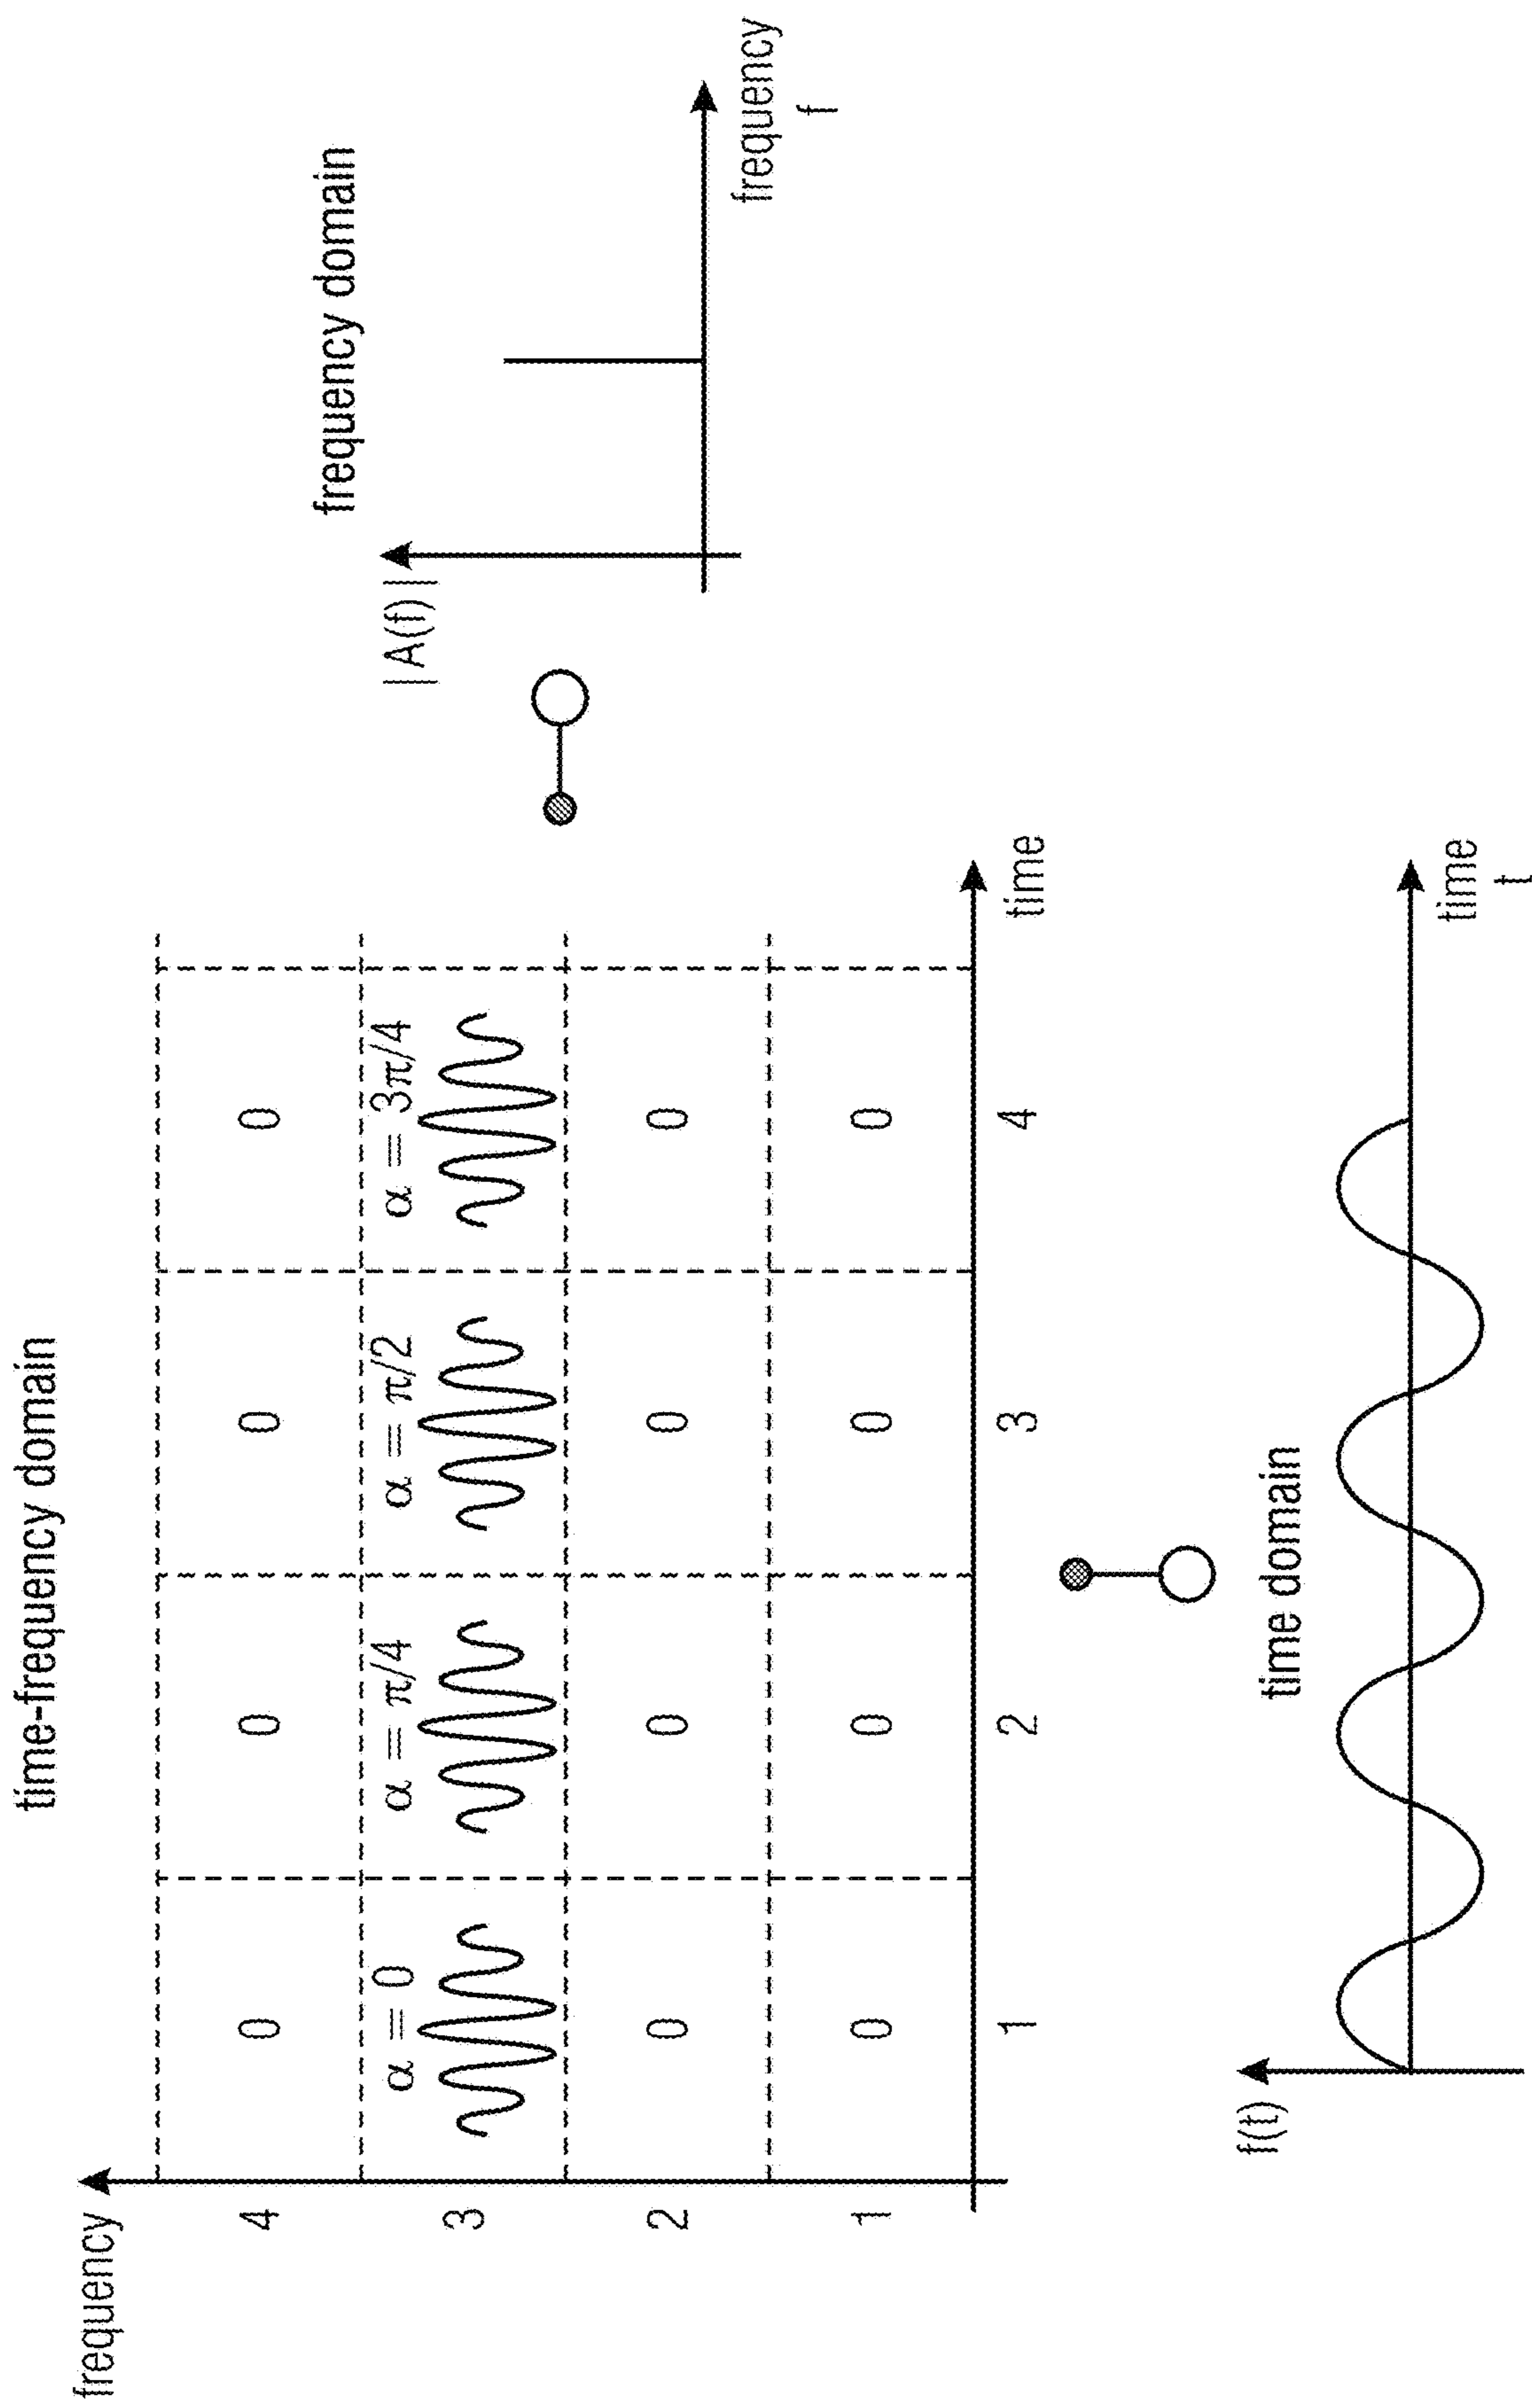 time-frequency domain
frequency
4
0
0
0
0
3
α = 0
α = π/4
α = π/2
α = 3π/4
2
0
0
0
0
1
0
0
0
0
1
2
3
4
time
frequency domain
|A(f)|
frequency
f
time domain
f(t)
time
t